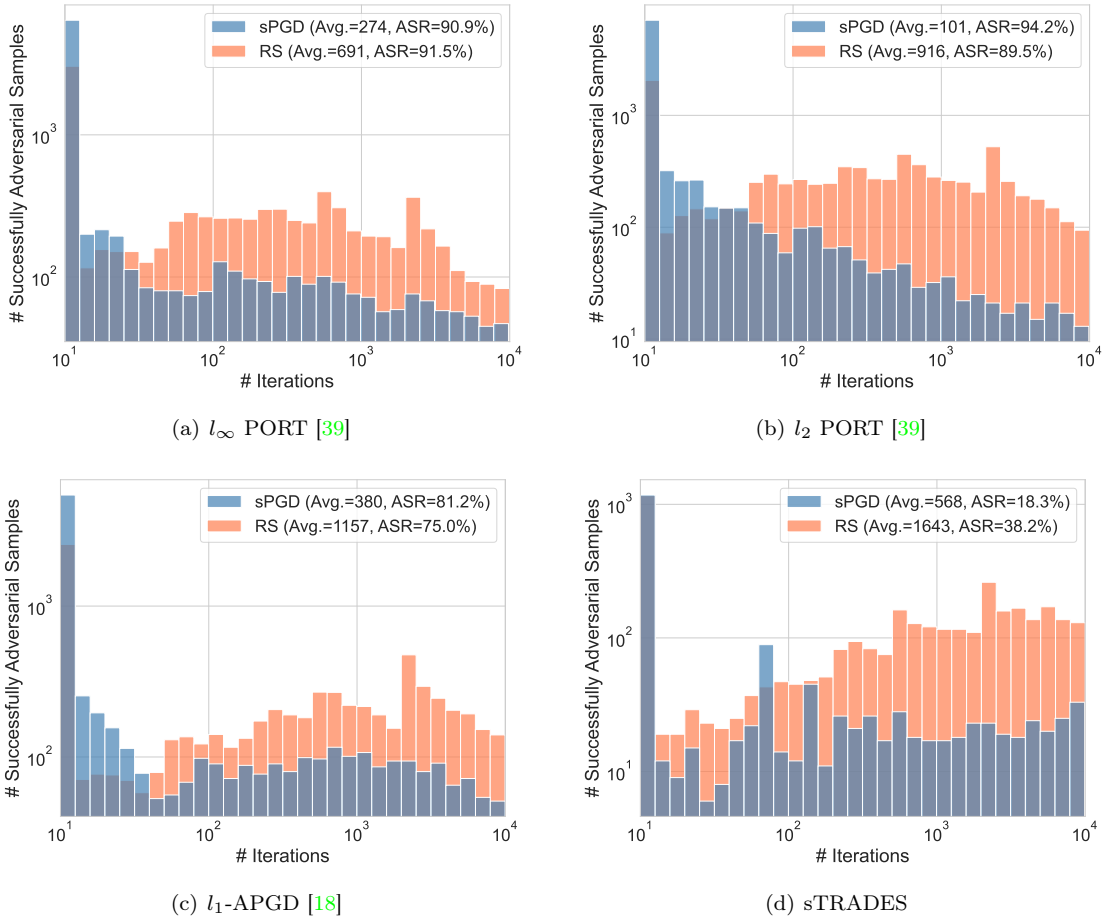 sPGD (Avg.=274, ASR=90.9%)
RS (Avg.=691, ASR=91.5%)
# Successfully Adversarial Samples
10³
10²
10¹ 10² 10³ 10⁴
# Iterations
(a) l∞ PORT [39]
sPGD (Avg.=101, ASR=94.2%)
RS (Avg.=916, ASR=89.5%)
# Successfully Adversarial Samples
10³
10²
10¹
10¹ 10² 10³ 10⁴
# Iterations
(b) l₂ PORT [39]
sPGD (Avg.=380, ASR=81.2%)
RS (Avg.=1157, ASR=75.0%)
# Successfully Adversarial Samples
10³
10²
10¹ 10² 10³ 10⁴
# Iterations
(c) l₁-APGD [18]
sPGD (Avg.=568, ASR=18.3%)
RS (Avg.=1643, ASR=38.2%)
# Successfully Adversarial Samples
10³
10²
10¹
10¹ 10² 10³ 10⁴
# Iterations
(d) sTRADES